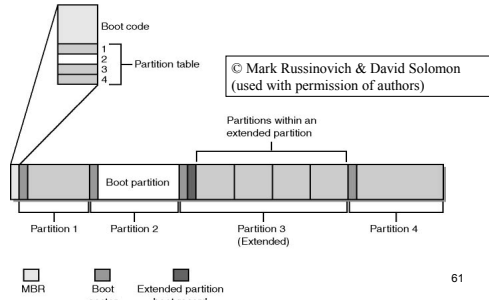 Boot code
1
2
3
4
Partition table
© Mark Russinovich & David Solomon
(used with permission of authors)
Partitions within an
extended partition
Boot partition
Partition 1
Partition 2
Partition 3
(Extended)
Partition 4
MBR
Boot
Extended partition
61